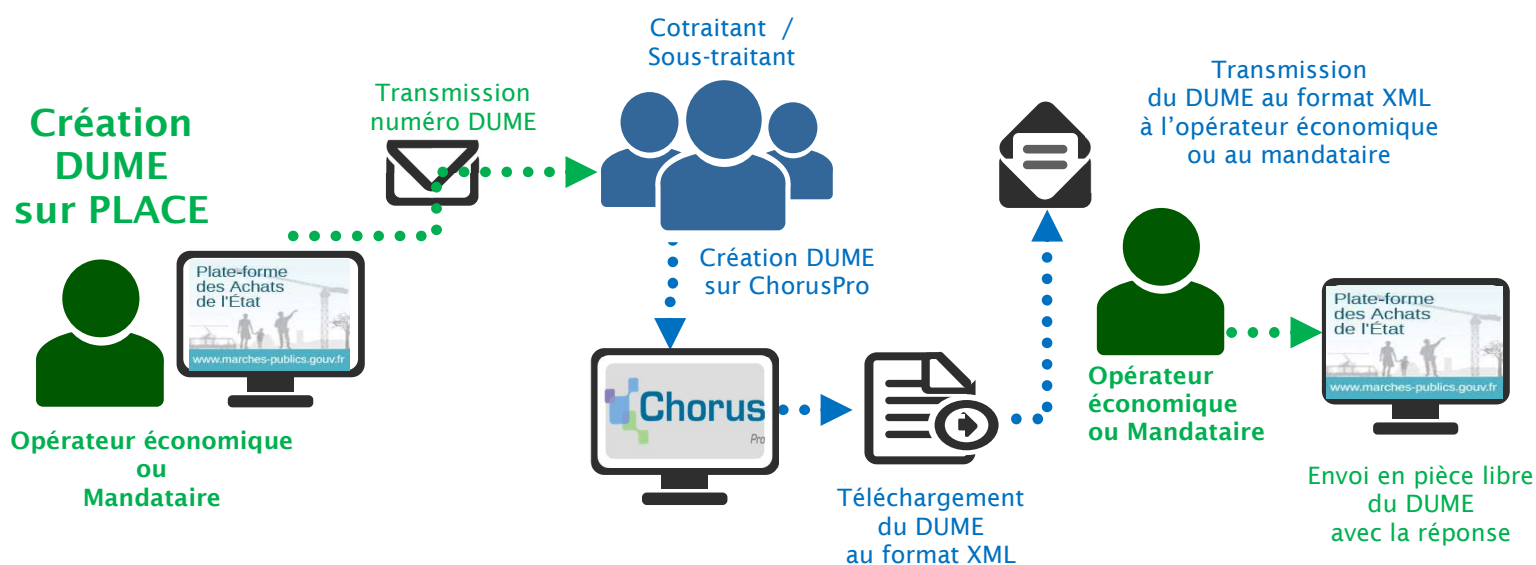 Création
DUME
sur PLACE
Plate-forme
des Achats
de l'État
www.marches-publics.gouv.fr
Opérateur économique
ou
Mandataire
Transmission
numéro DUME
Cotraitant /
Sous-traitant
Création DUME
sur ChorusPro
Chorus
Pro
Téléchargement
du DUME
au format XML
Transmission
du DUME au format XML
à l'opérateur économique
ou au mandataire
Opérateur
économique
ou Mandataire
Plate-forme
des Achats
de l'État
www.marches-publics.gouv.fr
Envoi en pièce libre
du DUME
avec la réponse